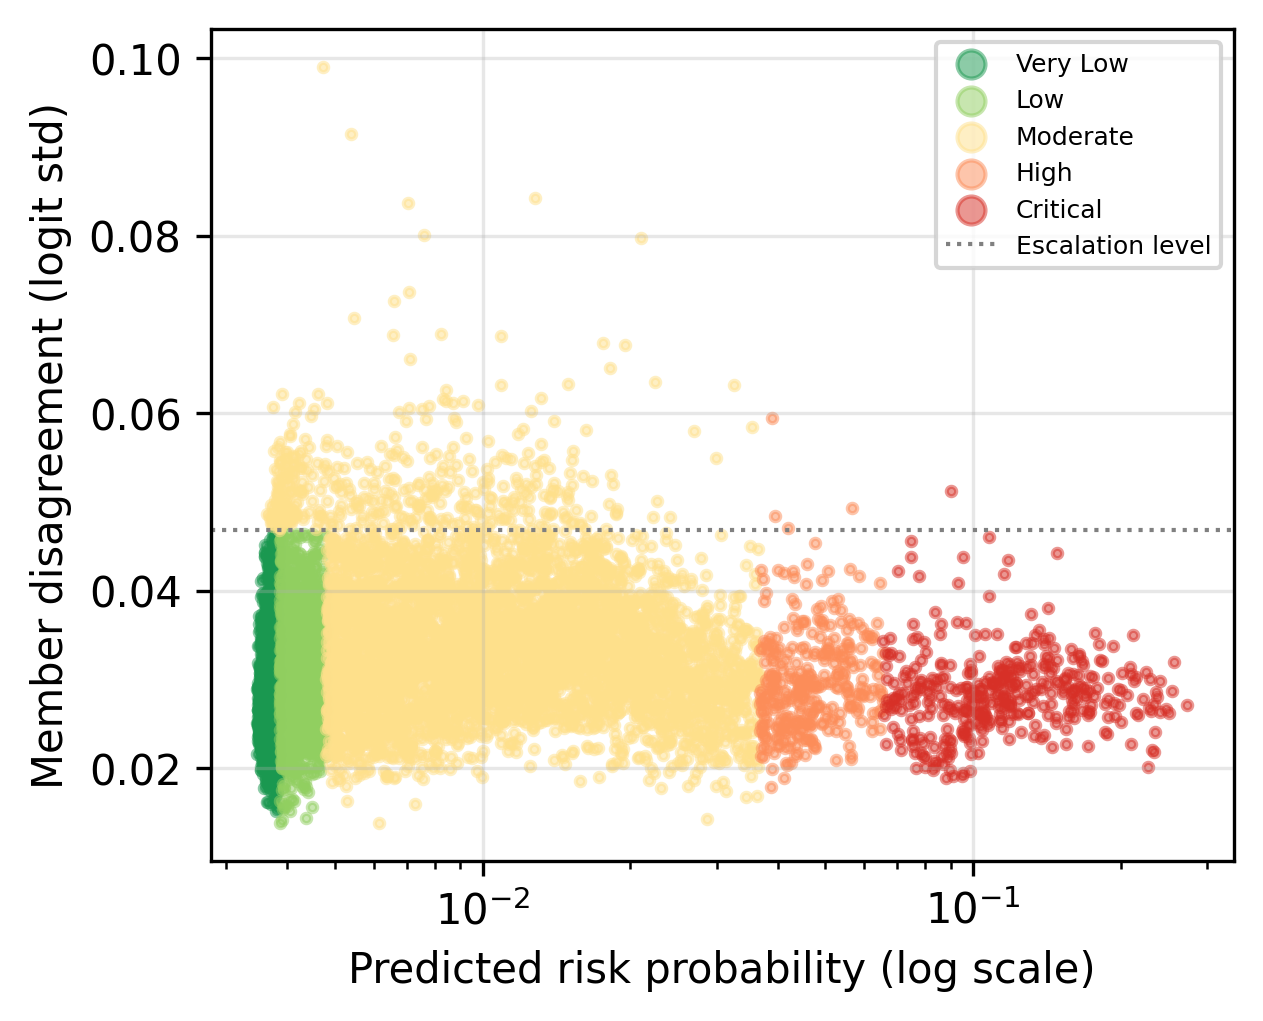 0.10
0.08
0.06
0.04
0.02
Member disagreement (logit std)
Very Low
Low
Moderate
High
Critical
Escalation level
10⁻²
10⁻¹
Predicted risk probability (log scale)